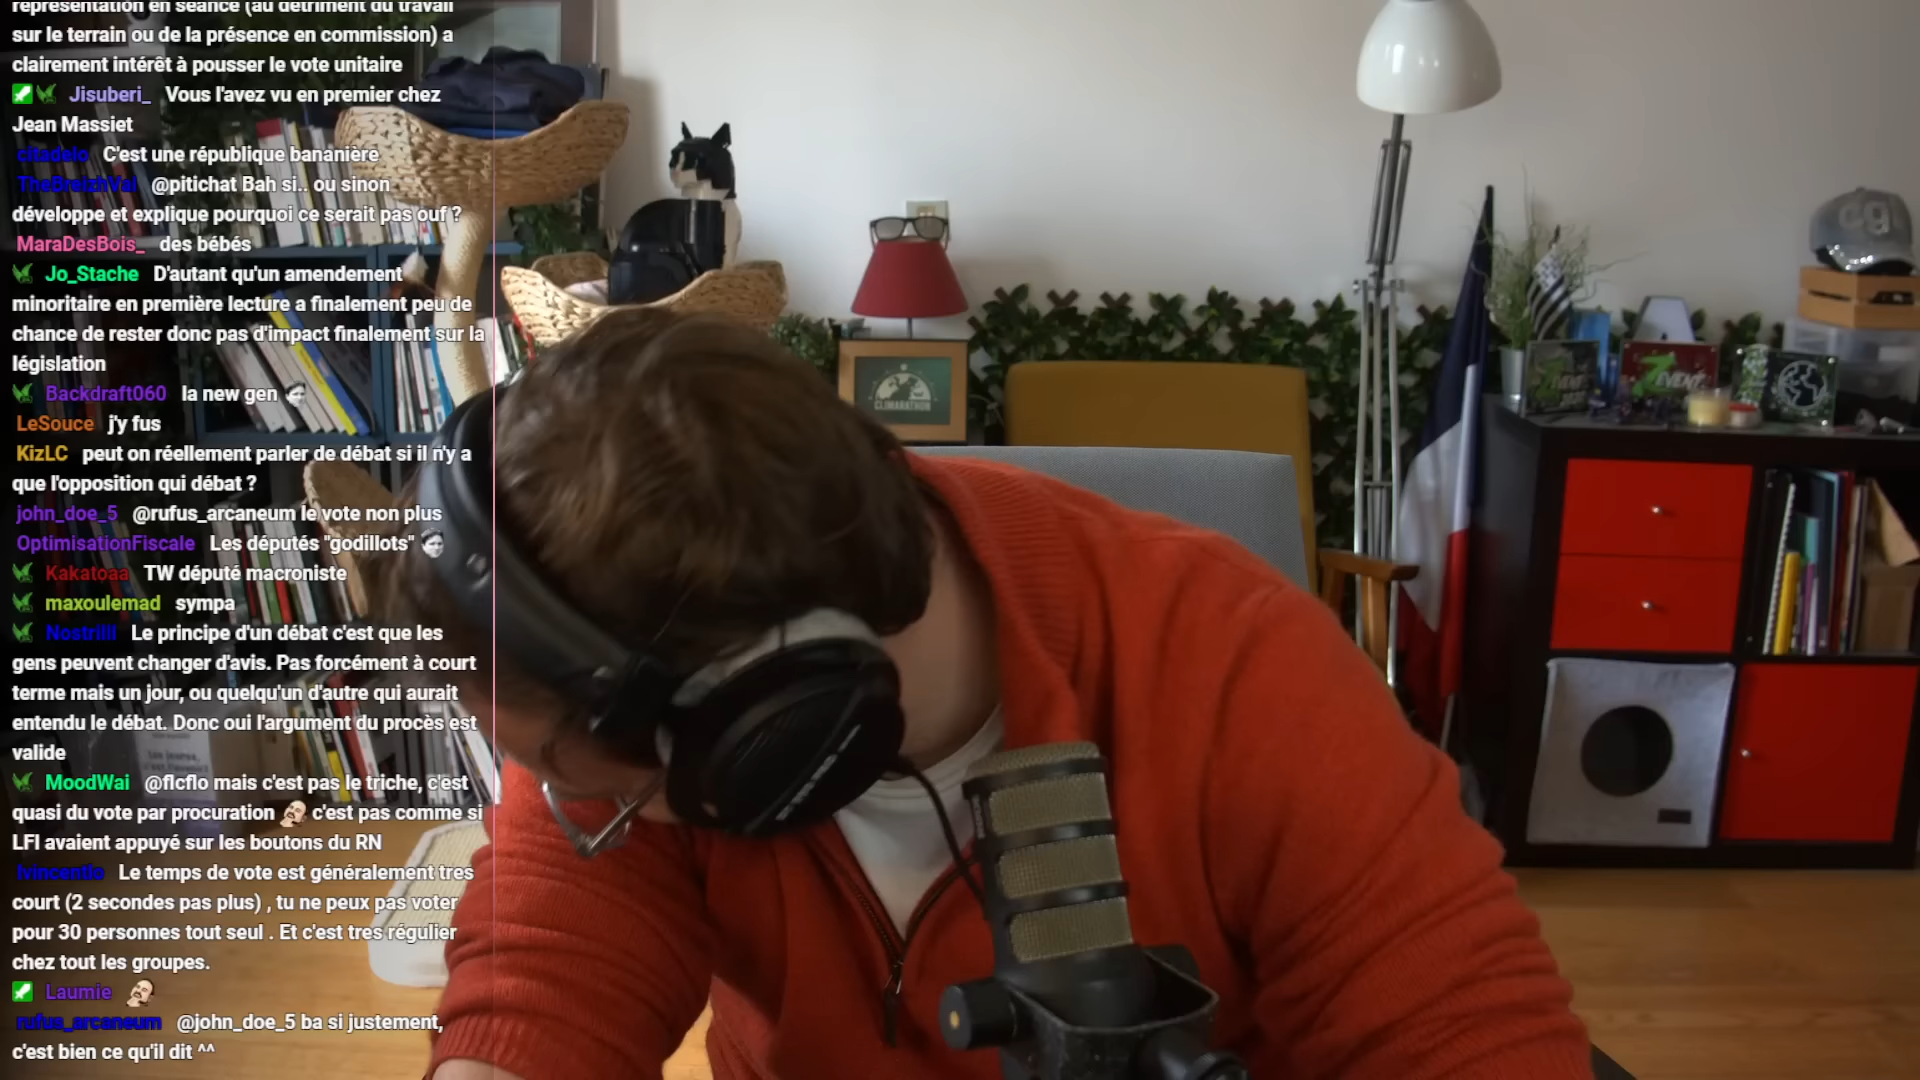 représentation en séance (au détriment du travail
sur le terrain ou de la présence en commission) a
clairement intérêt à pousser le vote unitaire
Jisuberi_ Vous l'avez vu en premier chez
Jean Massiet
citadelo C'est une république bananière
TheBreizhVal @pitichat Bah si.. ou sinon
développe et explique pourquoi ce serait pas ouf ?
MaraDesBois_ des bébés
Jo_Stache D'autant qu'un amendement
minoritaire en première lecture a finalement peu de
chance de rester donc pas d'impact finalement sur la
législation
Backdraft060 la new gen
LeSouce j'y fus
KizLC peut on réellement parler de débat si il n'y a
que l'opposition qui débat ?
john_doe_5 @rufus_arcaneum le vote non plus
OptimisationFiscale Les députés "godillots"
Kakatoaa TW député macroniste
maxoulemad sympa
Le principe d'un débat c'est que les
gens peuvent changer d'avis. Pas forcément à court
terme mais un jour, ou quelqu'un d'autre qui aurait
entendu le débat. Donc oui l'argument du procès est
valide
MoodWai @flcflo mais c'est pas le triche, c'est
quasi du vote par procuration c'est pas comme si
LFI avaient appuyé sur les boutons du RN
Le temps de vote est généralement tres
court (2 secondes pas plus) , tu ne peux pas voter
pour 30 personnes tout seul . Et c'est tres régulier
chez tout les groupes.
Laumie
rufus_arcaneum @john_doe_5 ba si justement,
c'est bien ce qu'il dit ^^
CLIMARTHON
ZEVENT